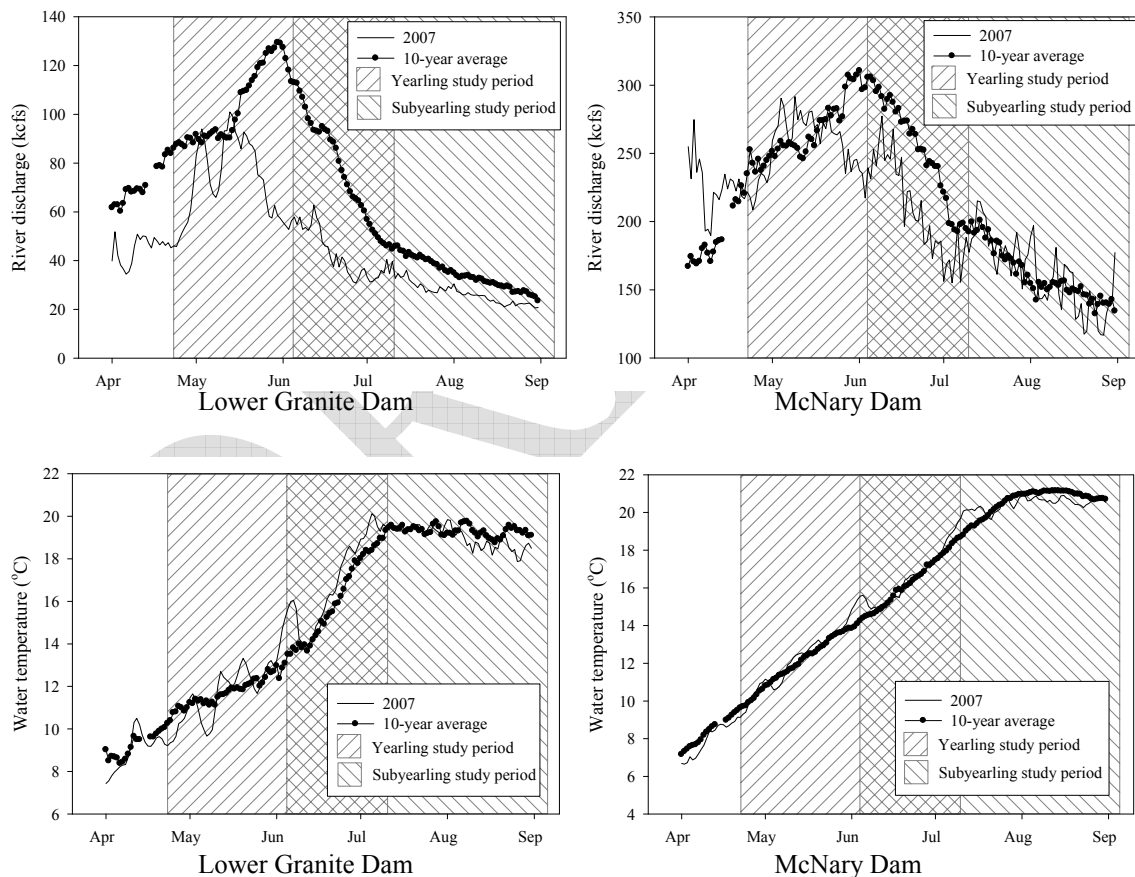 140
120
100
80
60
40
20
0
River discharge (kcfs)
2007
10-year average
Yearling study period
Subyearling study period
Apr May Jun Jul Aug Sep
Lower Granite Dam
350
300
250
200
150
100
River discharge (kcfs)
2007
10-year average
Yearling study period
Subyearling study period
Apr May Jun Jul Aug Sep
McNary Dam
22
20
18
16
14
12
10
8
6
Water temperature (°C)
2007
10-year average
Yearling study period
Subyearling study period
Apr May Jun Jul Aug Sep
Lower Granite Dam
22
20
18
16
14
12
10
8
6
4
Water temperature (°C)
2007
10-year average
Yearling study period
Subyearling study period
Apr May Jun Jul Aug Sep
McNary Dam